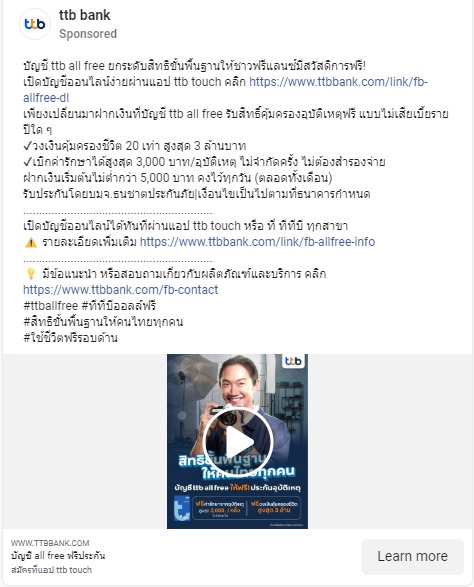 ttb bank
ttb
Sponsored
บัญชี ttb all free ยกระดับสิทธิขั้นพื้นฐานให้ชาวฟรีแลนซ์มีสวัสดิการฟรี!
เปิดบัญชีออนไลน์ง่ายผ่านแอป ttb touch คลิก https://www.ttbbank.com/link/fb-
allfree-dl
เพียงเปลี่ยนมาฝากเงินที่บัญชี ttb all free รับสิทธิ์คุ้มครองอุบัติเหตุฟรี แบบไม่เสียเบี้ยราย
ปีใด ๆ
✓วงเงินคุ้มครองชีวิต 20 เท่า สูงสุด 3 ล้านบาท
✓เบิกค่ารักษาได้สูงสุด 3,000 บาท/อุบัติเหตุ ไม่จำกัดครั้ง ไม่ต้องสำรองจ่าย
ฝากเงินเริ่มต้นไม่ต่ำกว่า 5,000 บาท คงไว้ทุกวัน (ตลอดทั้งเดือน)
รับประกันโดยบมจ.ธนชาตประกันภัย|เงื่อนไขเป็นไปตามที่ธนาคารกำหนด
......................................................
เปิดบัญชีออนไลน์ได้ทันทีผ่านแอป ttb touch หรือ ที่ ทีทีบี ทุกสาขา
⚠️ รายละเอียดเพิ่มเติม https://www.ttbbank.com/link/fb-allfree-info
......................................................
💡 มีข้อแนะนำ หรือสอบถามเกี่ยวกับผลิตภัณฑ์และบริการ คลิก
https://www.ttbbank.com/fb-contact
#ttballfree #ทีทีบีออลล์ฟรี
#สิทธิขั้นพื้นฐานให้คนไทยทุกคน
#ใช้ชีวิตฟรีรอบด้าน
ttb
สิทธิขั้นพื้นฐาน
ให้คนไทยทุกคน
บัญชี ttb all free ให้ฟรี! ประกันอุบัติเหตุ
ฟรีค่ารักษาจากอุบัติเหตุ
สูงสุด 3,000.- / ครั้ง
ฟรีวงเงินคุ้มครองชีวิต
สูงสุด 3 ล้าน
WWW.TTBBANK.COM
บัญชี all free ฟรีประกัน
สมัครที่แอป ttb touch
Learn more